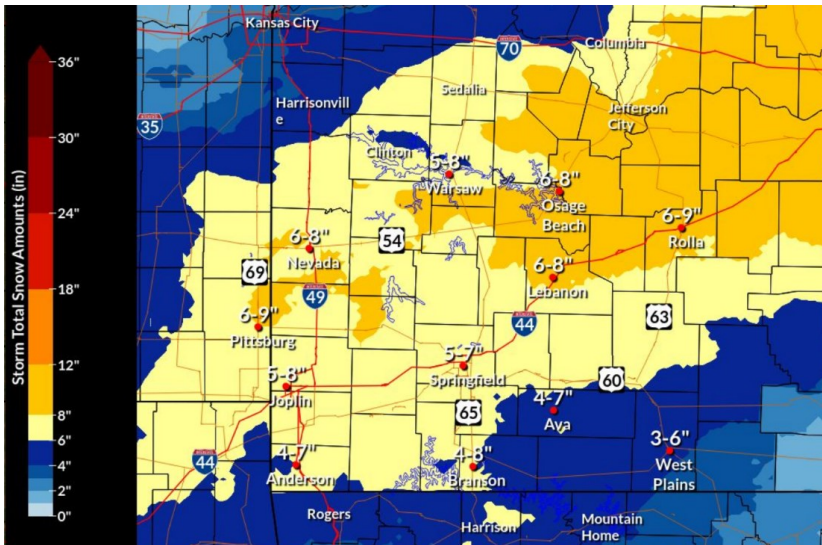 Storm Total Snow Amounts (in)
36"
30"
24"
18"
12"
8"
6"
4"
2"
0"
Kansas City
70
Columbia
Sedalia
35
Harrisonvill
e
Jefferson
City
Clinton
5-8"
Warsaw
6-8"
Osage
Beach
6-9"
Rolla
54
6-8"
Nevada
69
49
6-8"
Lebanon
6-9"
Pittsburg
63
44
5-7"
Springfield
5-8"
Joplin
60
65
4-7"
Ava
3-6"
West
Plains
44
4-7"
Anderson
4-8"
Branson
Rogers
Harrison
Mountain
Home